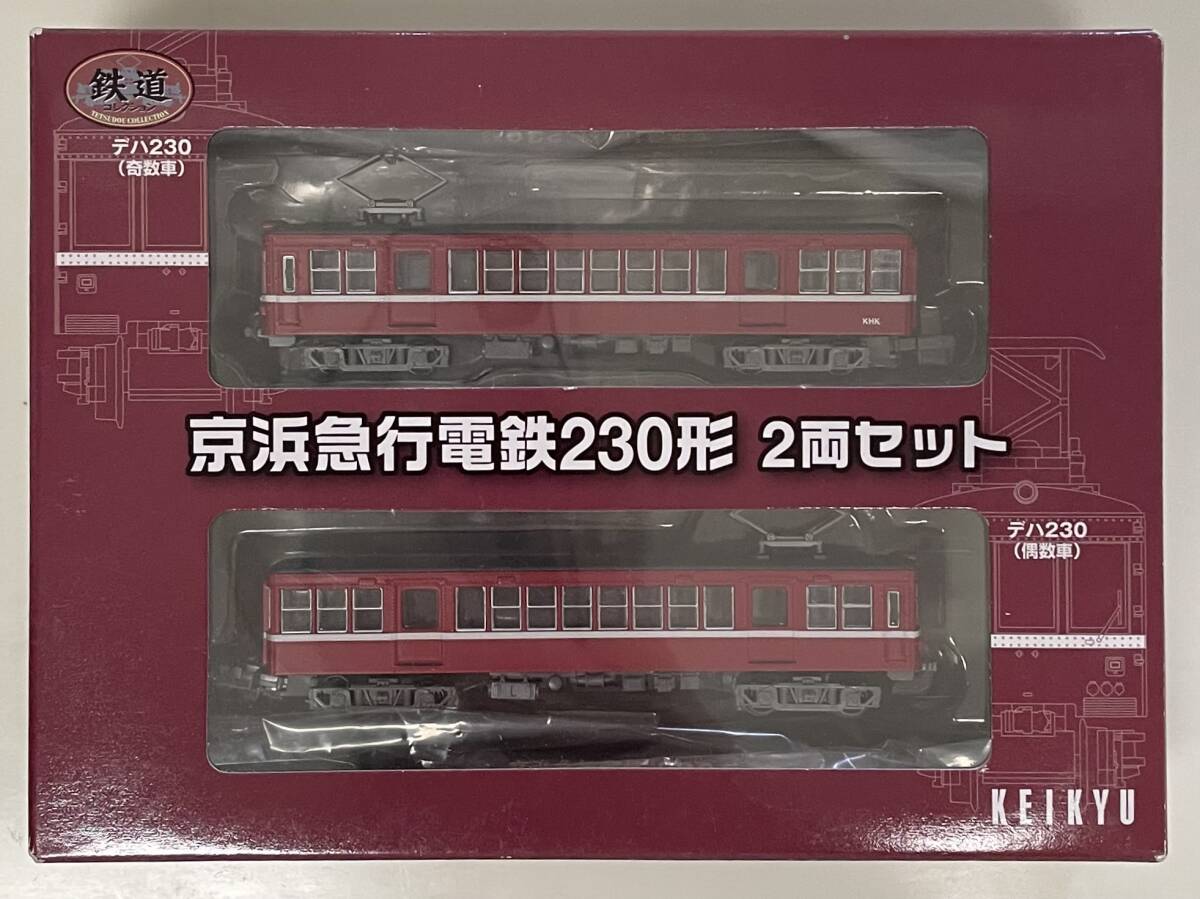 鉄道
コレクション
TETSUDOU COLLECTION
デハ230
(奇数車)
KHK
京浜急行電鉄230形 2両セット
デハ230
(偶数車)
KEIKYU